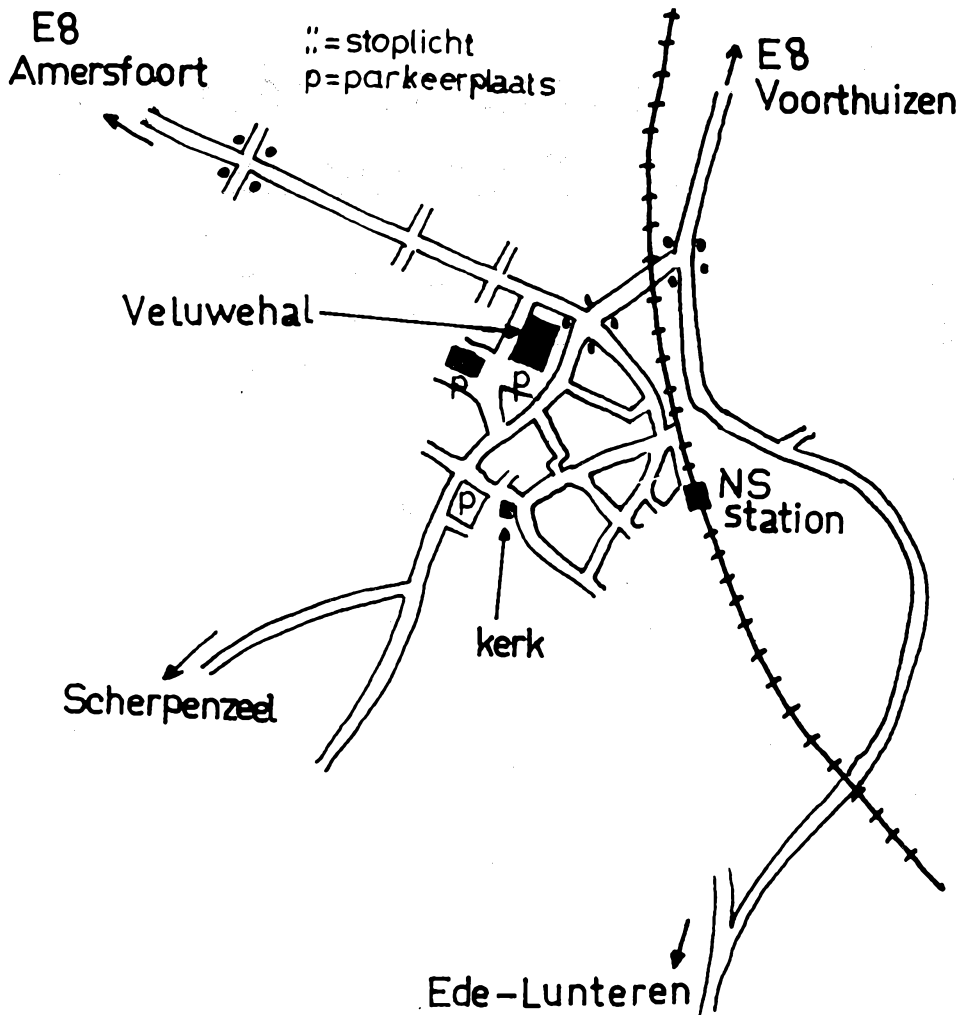 E8
Amersfoort
:: = stoplicht
p=parkeerplaats
E8
Voorthuizen
Veluwehal
p
p
p
NS
station
kerk
Scherpenzeel
Ede-Lunteren